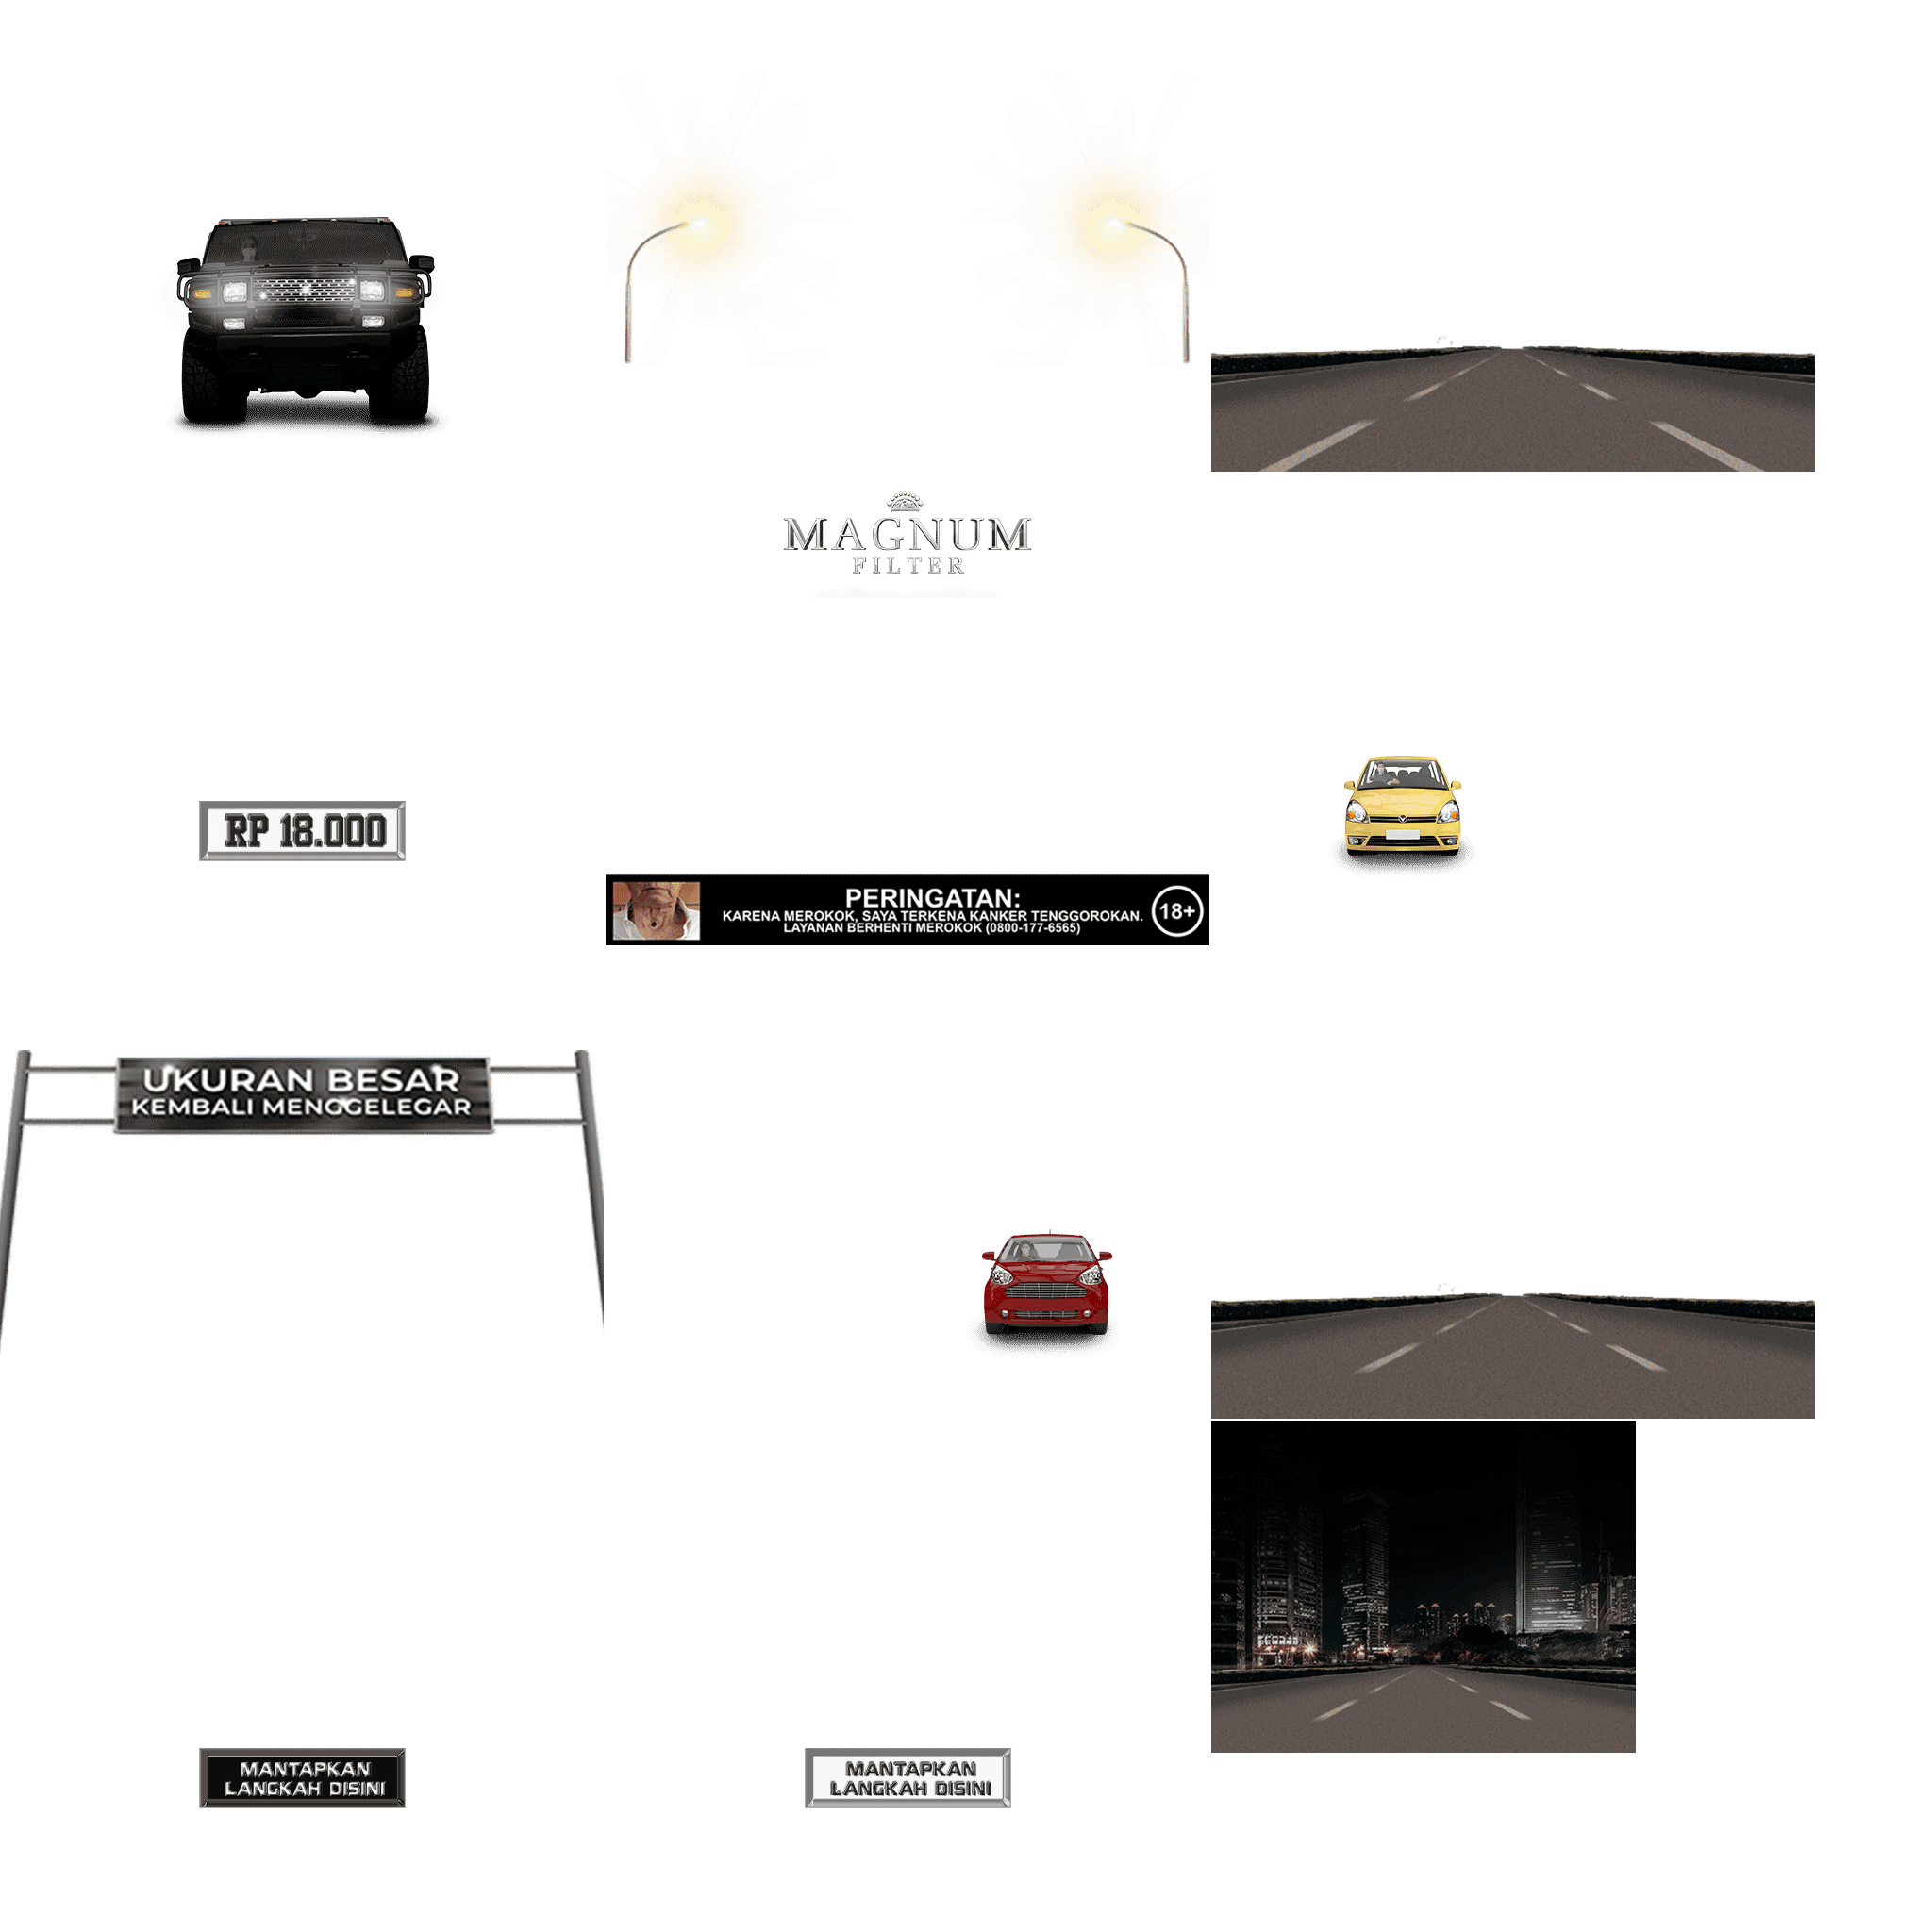 MAGNUM
FILTER
RP 18.000
PERINGATAN:
KARENA MEROKOK, SAYA TERKENA KANKER TENGGOROKAN.
LAYANAN BERHENTI MEROKOK (0800-177-6565)
18+
UKURAN BESAR
KEMBALI MENGGELEGAR
MANTAPKAN
LANGKAH DISINI
MANTAPKAN
LANGKAH DISINI